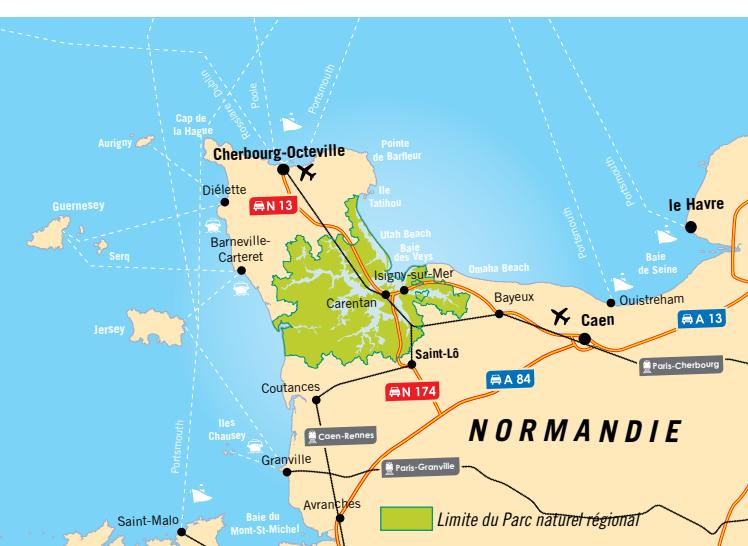 Rosslaire Dublin
Poole
Portsmouth
Cap de
la Hague
Aurigny
Cherbourg-Octeville
Pointe
de Barfleur
Diélette
Ile
Tatihou
Guernesey
N 13
Portsmouth
Portsmouth
le Havre
Utah Beach
Barneville-
Carteret
Baie
des Veys
Serq
Isigny-sur-Mer
Omaha Beach
Baie
de Seine
Carentan
Bayeux
Ouistreham
Jersey
Caen
A 13
Saint-Lô
Paris-Cherbourg
A 84
Coutances
N 174
Portsmouth
Iles
Chausey
Caen-Rennes
NORMANDIE
Granville
Paris-Granville
Avranches
Saint-Malo
Baie du
Mont-St-Michel
Limite du Parc naturel régional